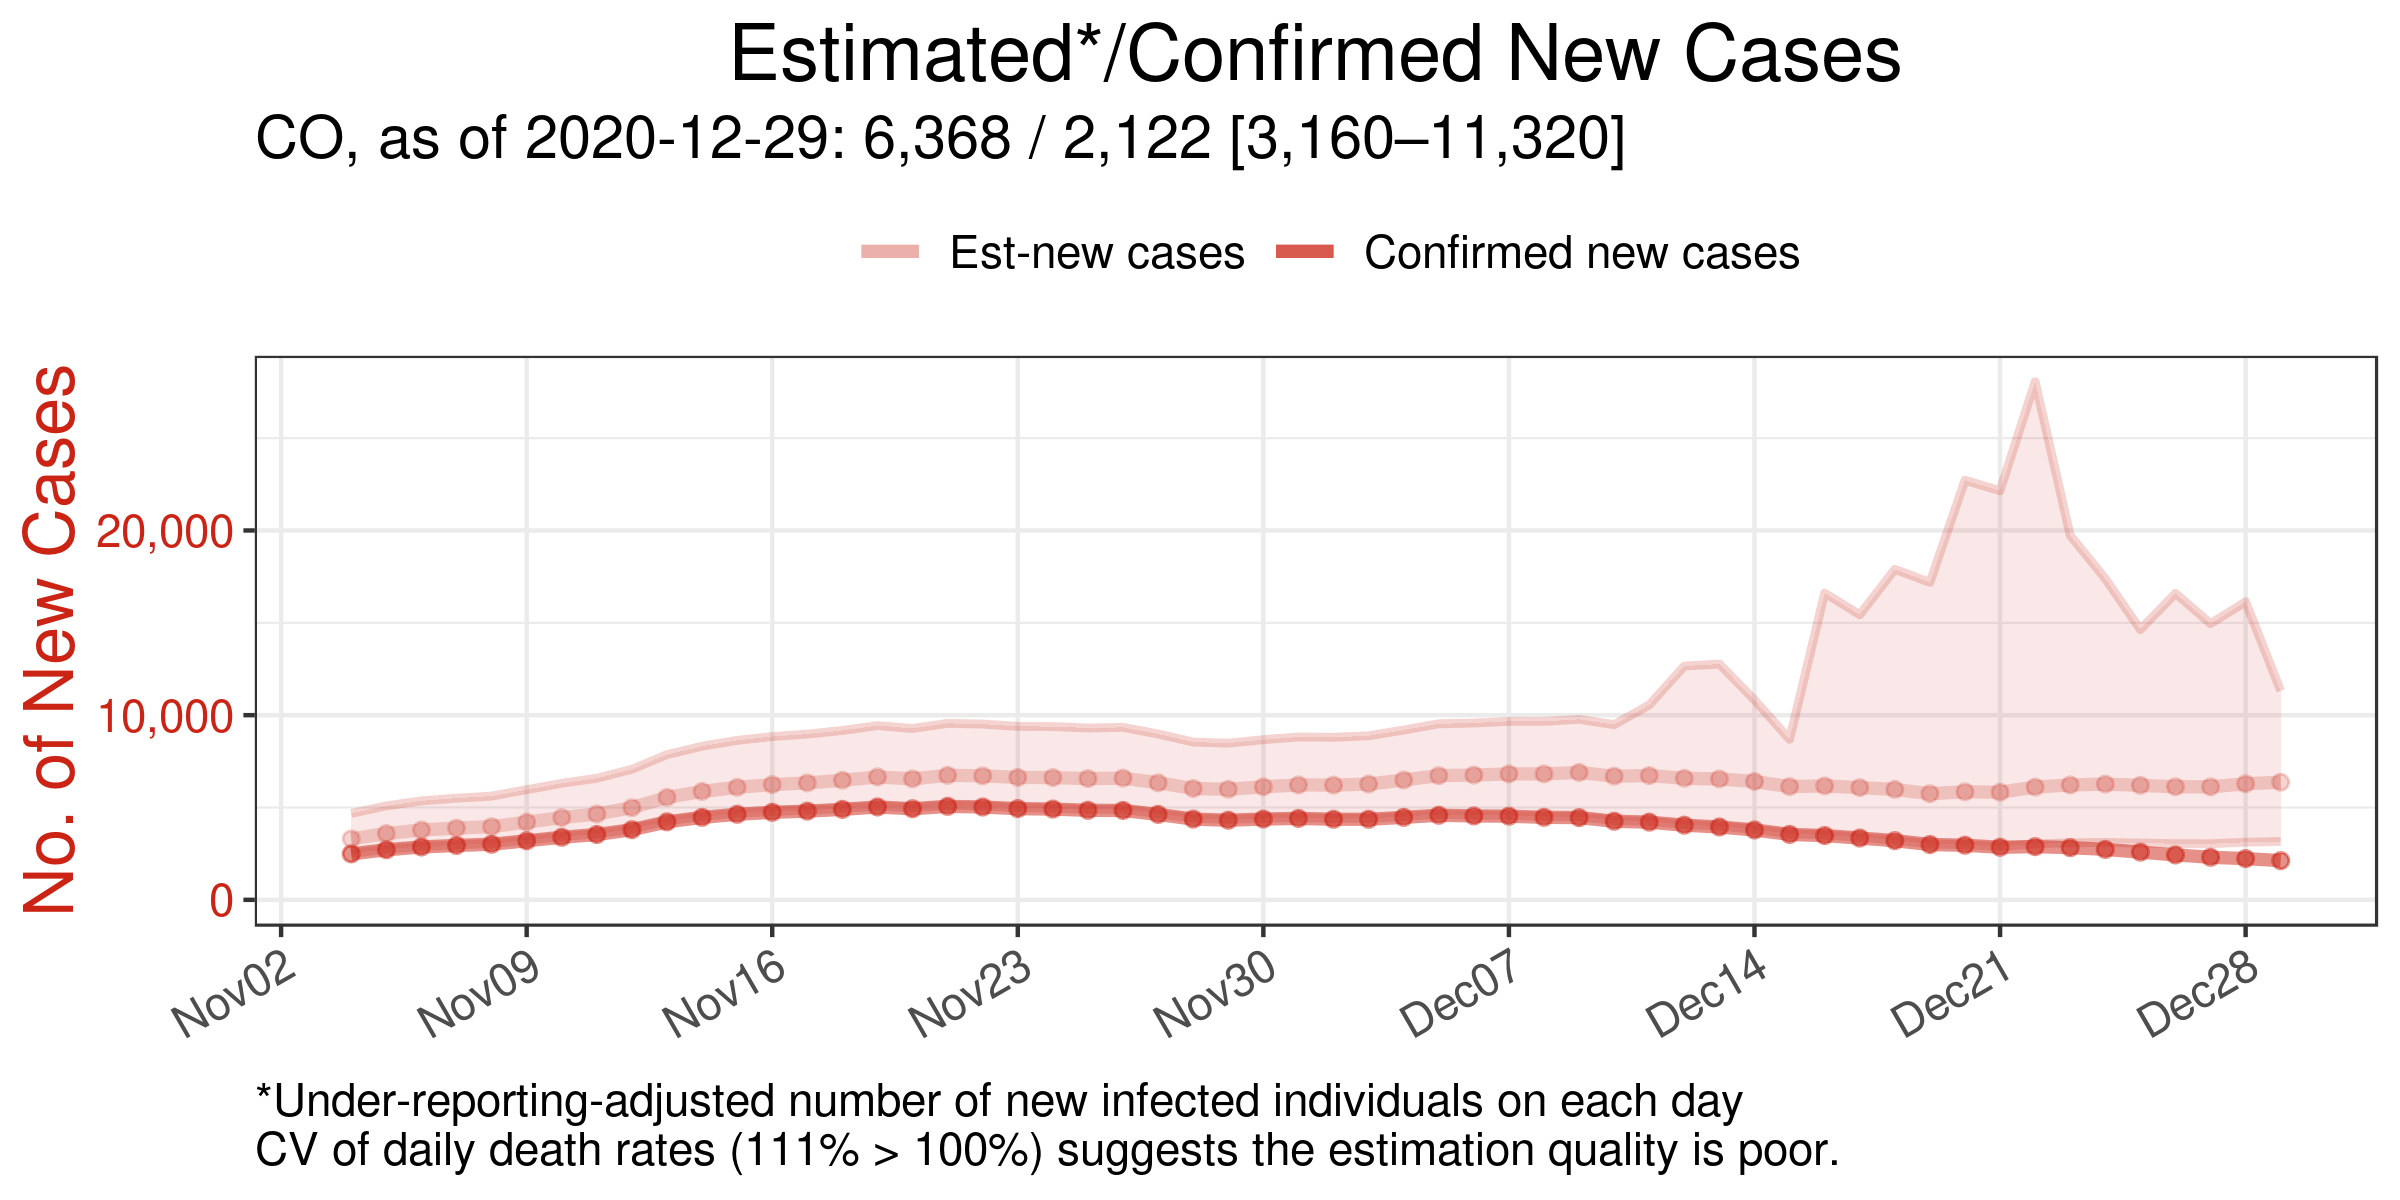 Estimated*/Confirmed New Cases
CO, as of 2020-12-29: 6,368 / 2,122 [3,160–11,320]
Est-new cases
Confirmed new cases
No. of New Cases
20,000
10,000
0
Nov02
Nov09
Nov16
Nov23
Nov30
Dec07
Dec14
Dec21
Dec28
*Under-reporting-adjusted number of new infected individuals on each day
CV of daily death rates (111% > 100%) suggests the estimation quality is poor.